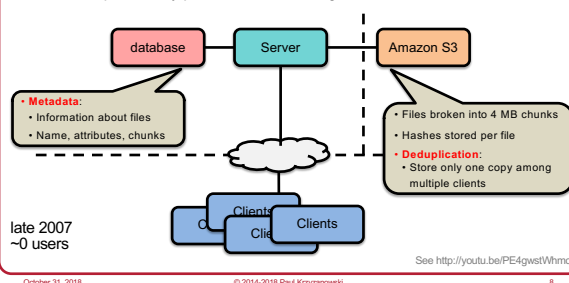 database
Server
Amazon S3
• Metadata:
• Information about files
• Name, attributes, chunks
• Files broken into 4 MB chunks
• Hashes stored per file
• Deduplication:
• Store only one copy among
multiple clients
Clients
Clients
late 2007
~0 users
See http://youtu.be/PE4gwstWhmc
October 31, 2018
© 2014-2018 Paul Krzyzanowski
8